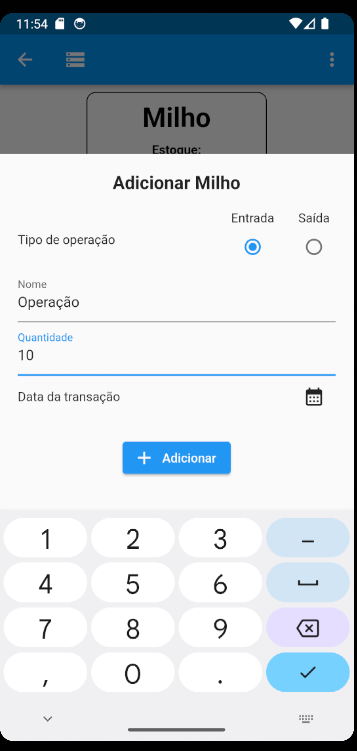 11:54
Milho
Estoque:
Adicionar Milho
Entrada Saída
Tipo de operação
Nome
Operação
Quantidade
10
Data da transação
Adicionar
1 2 3 –
4 5 6
7 8 9
, 0 .